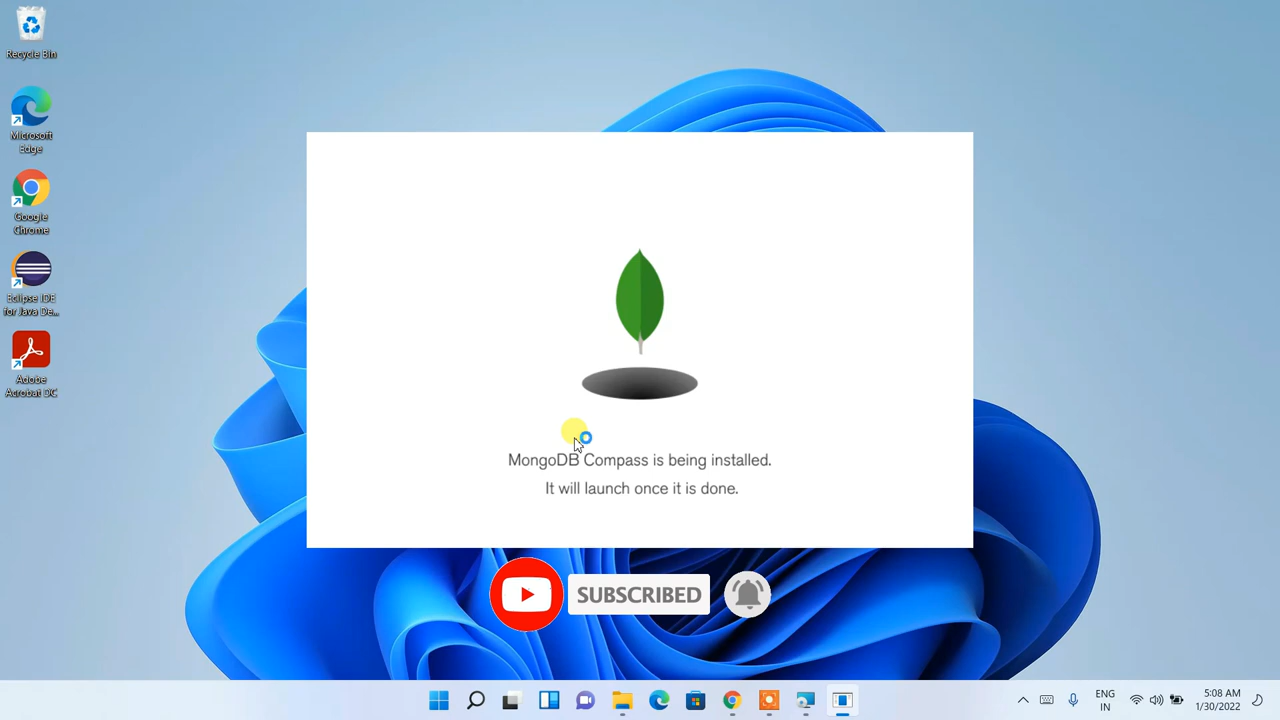 Recycle Bin
Microsoft
Edge
Google
Chrome
Eclipse IDE
for Java De...
Adobe
Acrobat DC
MongoDB Compass is being installed.
It will launch once it is done.
SUBSCRIBED
ENG
IN
5:08 AM
1/30/2022